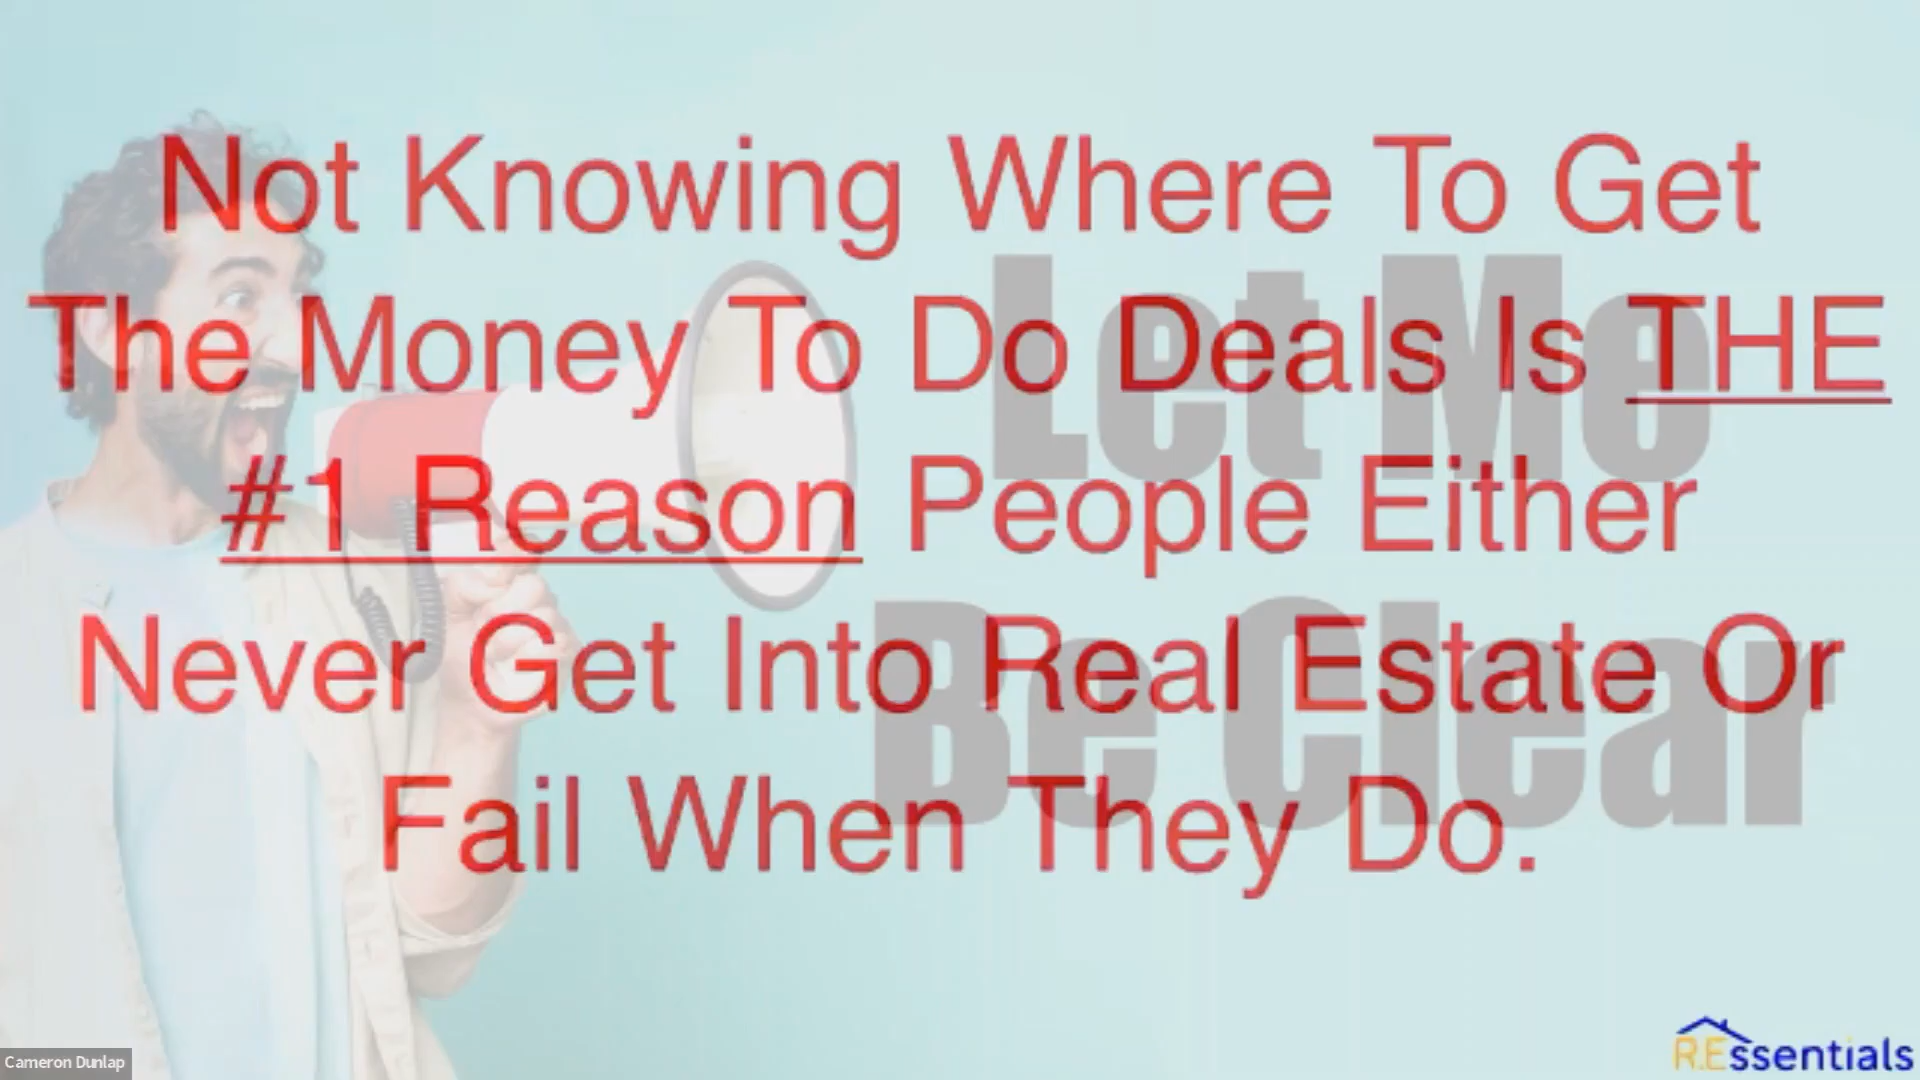 Not Knowing Where To Get
The Money To Do Deals Is THE
#1 Reason People Either
Never Get Into Real Estate Or
Fail When They Do.
Let Me
Be Clear
Cameron Dunlap
R.Essentials